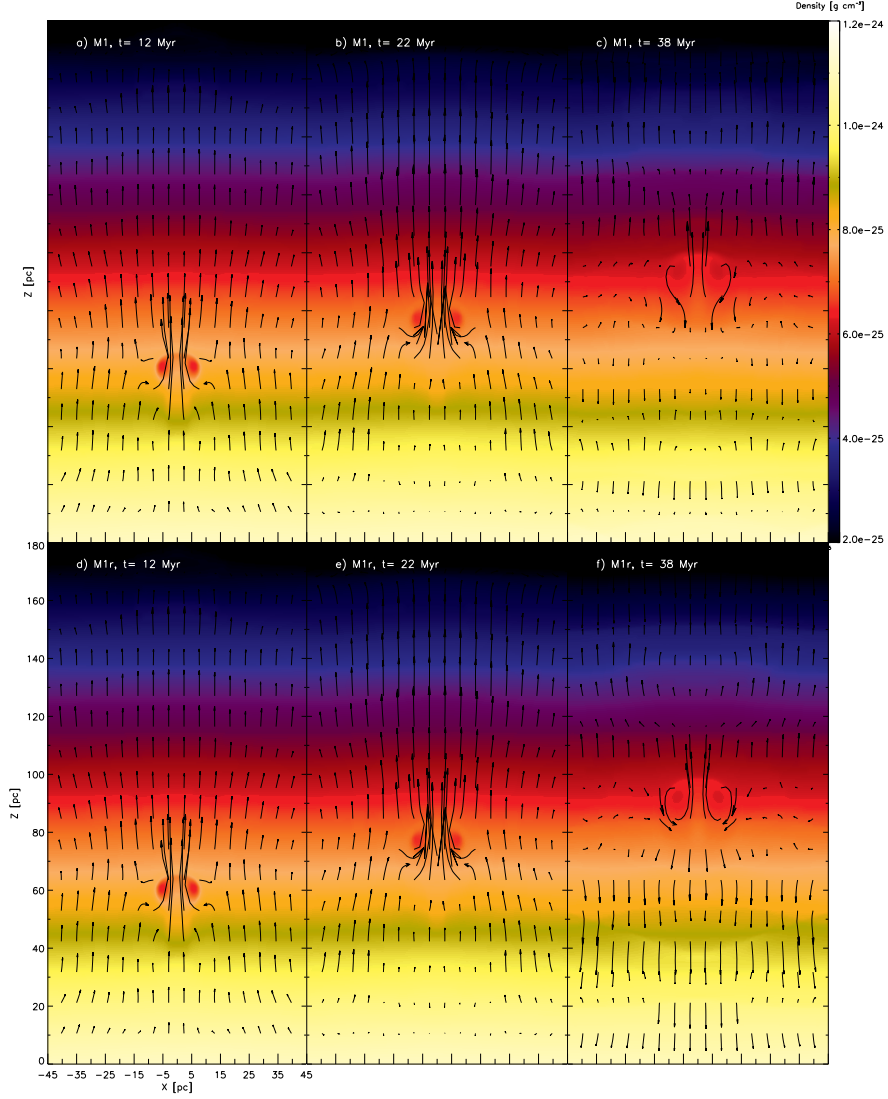 Density [g cm⁻³]
a) M1, t= 12 Myr
b) M1, t= 22 Myr
c) M1, t= 38 Myr
1.2e-24
1.0e-24
8.0e-25
6.0e-25
4.0e-25
2.0e-25
Z [pc]
d) M1r, t= 12 Myr
e) M1r, t= 22 Myr
f) M1r, t= 38 Myr
180
160
140
120
100
80
60
40
20
0
Z [pc]
-45 -35 -25 -15 -5 5 15 25 35 45
X [pc]